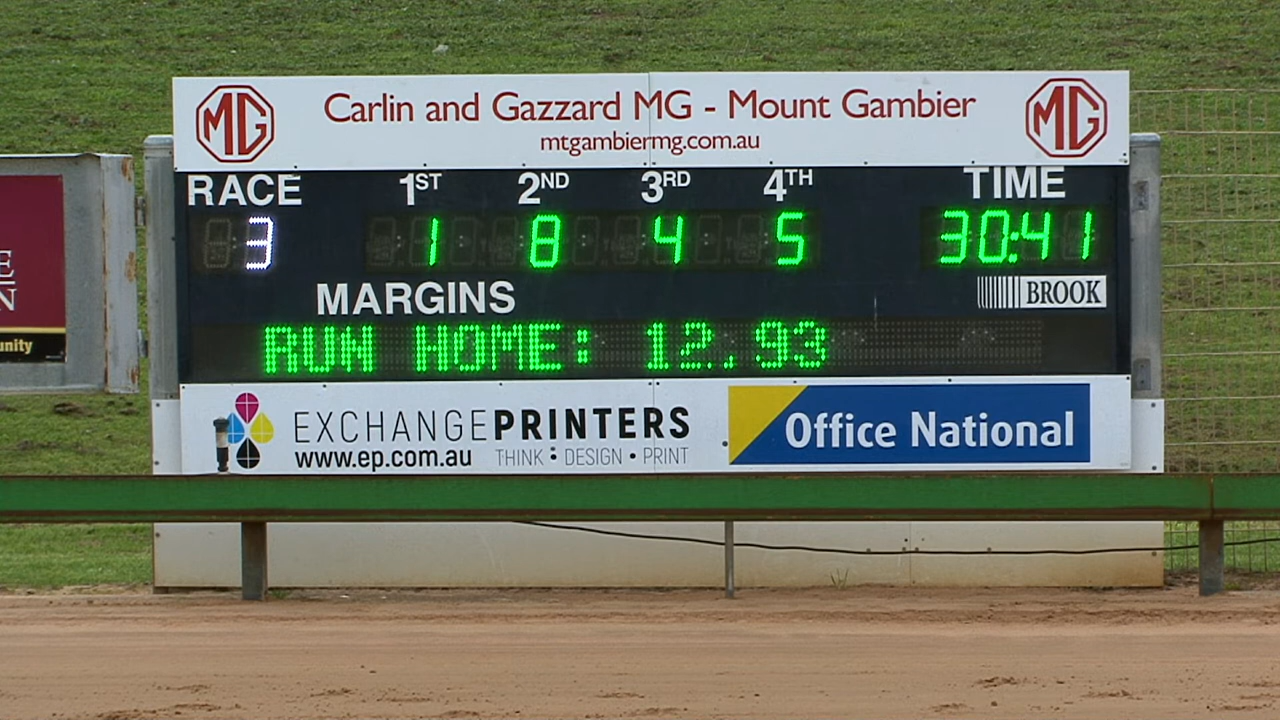 MG Carlin and Gazzard MG - Mount Gambier MG
mtgambiermg.com.au
RACE 1ST 2ND 3RD 4TH TIME
3 1 8 4 5 30:41
MARGINS BROOK
RUN HOME: 12.93
EXCHANGEPRINTERS Office National
www.ep.com.au THINK • DESIGN • PRINT